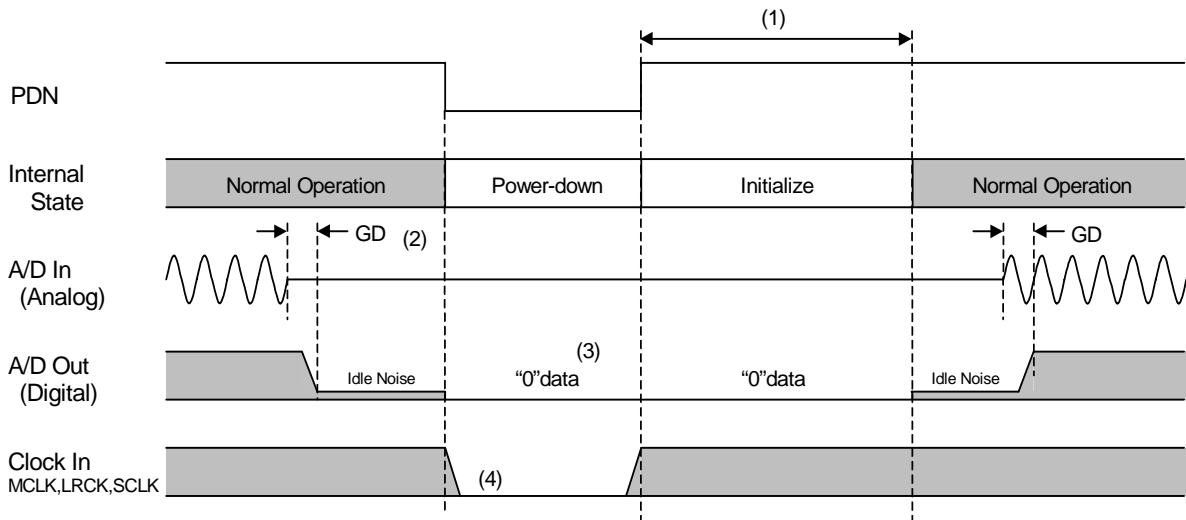 (1)
PDN
Internal
State
Normal Operation
Power-down
Initialize
Normal Operation
GD
(2)
GD
A/D In
(Analog)
A/D Out
(Digital)
Idle Noise
(3)
“0”data
“0”data
Idle Noise
Clock In
MCLK,LRCK,SCLK
(4)